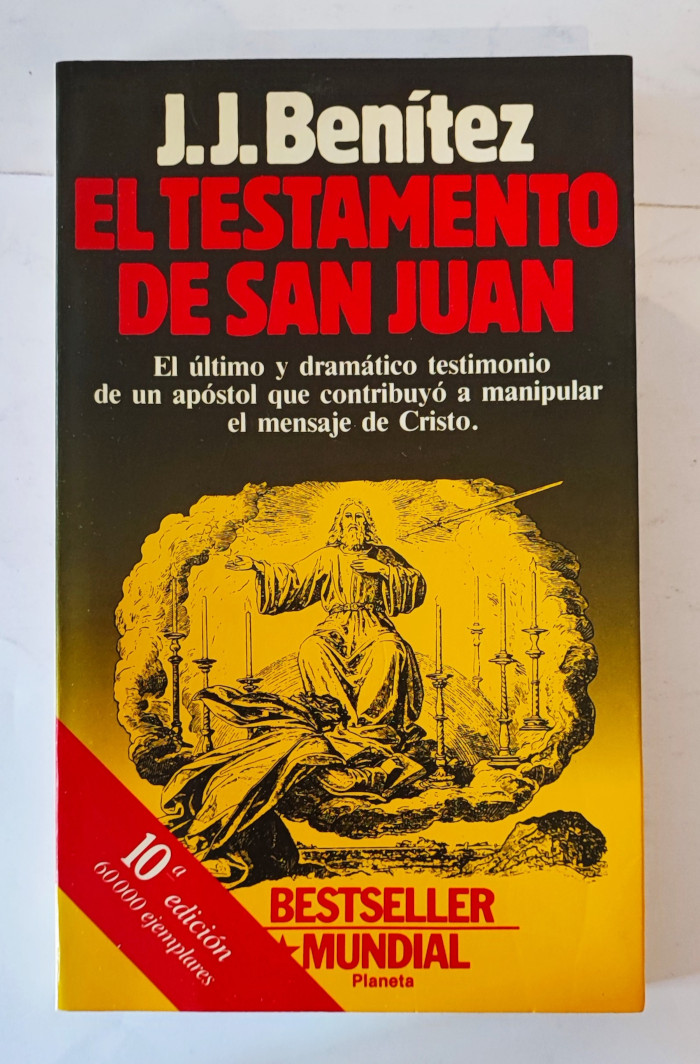 J.J.Benítez
EL TESTAMENTO
DE SAN JUAN
El último y dramático testimonio
de un apóstol que contribuyó a manipular
el mensaje de Cristo.
10ª edición
60 000 ejemplares
BESTSELLER
MUNDIAL
Planeta